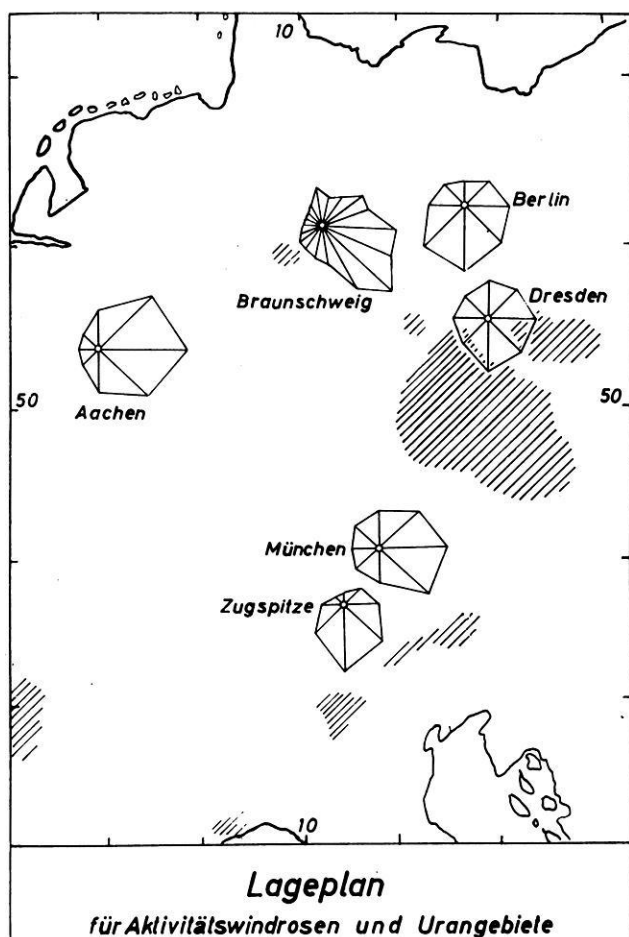 10
Berlin
Braunschweig
Dresden
Aachen
50
50
München
Zugspitze
10
Lageplan
für Aktivitätswindrosen und Urangebiete